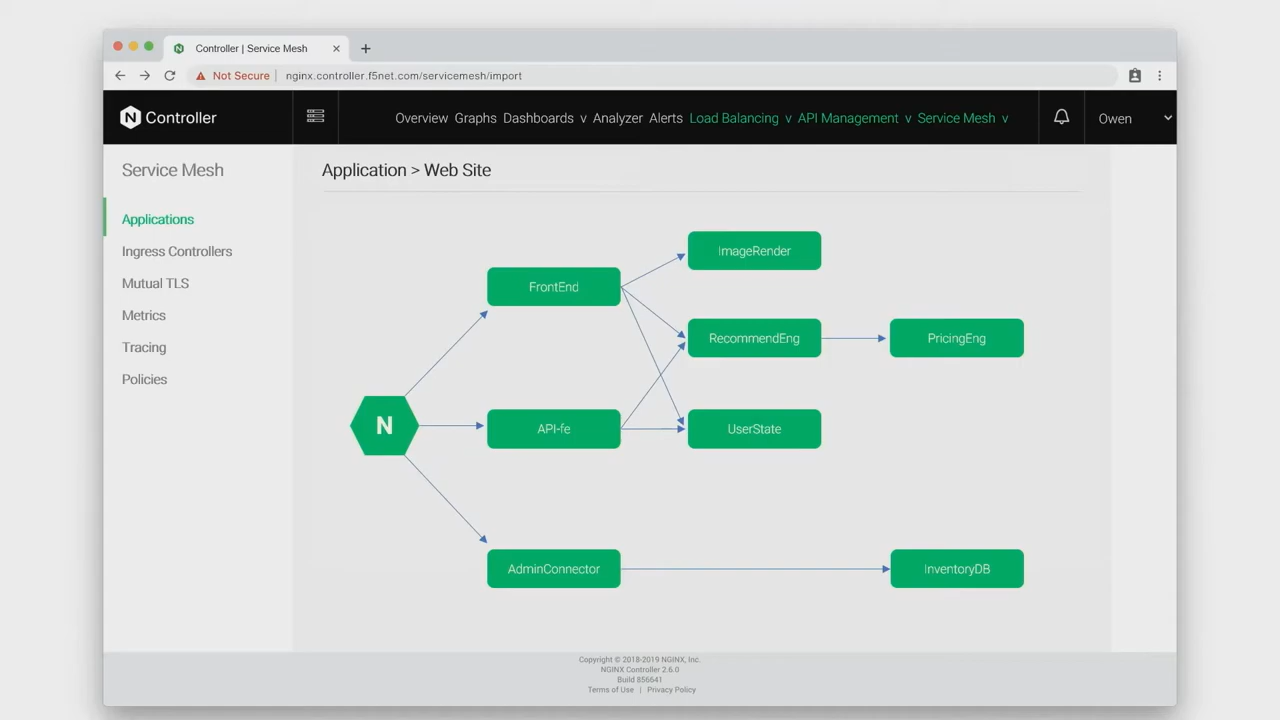 Controller | Service Mesh
Not Secure | nginx.controller.f5net.com/servicemesh/import
N Controller
Overview Graphs Dashboards v Analyzer Alerts Load Balancing v API Management v Service Mesh v
Owen
Service Mesh
Applications
Ingress Controllers
Mutual TLS
Metrics
Tracing
Policies
Application > Web Site
ImageRender
FrontEnd
RecommendEng
PricingEng
N
API-fe
UserState
AdminConnector
InventoryDB
Copyright © 2018-2019 NGINX, Inc.
NGINX Controller 2.6.0
Build 856641
Terms of Use | Privacy Policy